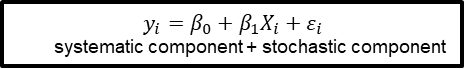 yᵢ = β₀ + β₁Xᵢ + εᵢ
systematic component + stochastic component